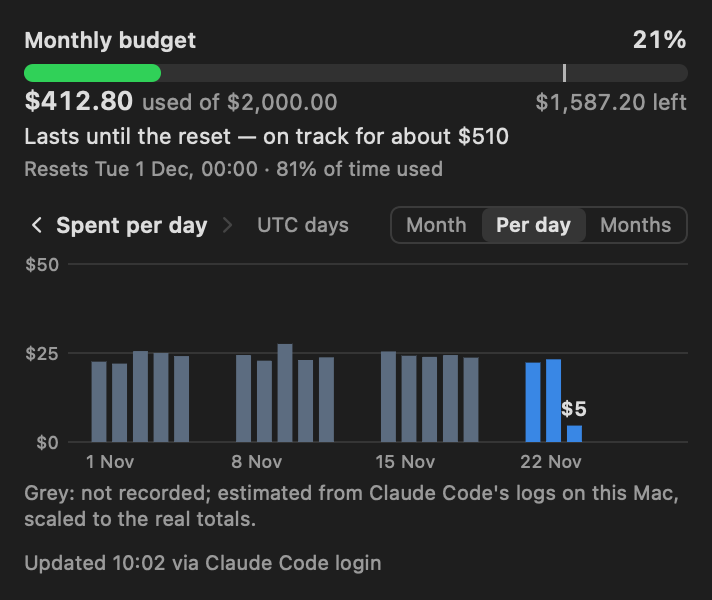 Monthly budget 21%
$412.80 used of $2,000.00 $1,587.20 left
Lasts until the reset — on track for about $510
Resets Tue 1 Dec, 00:00 · 81% of time used
Spent per day UTC days Month Per day Months
$50
$25
$5
$0
1 Nov 8 Nov 15 Nov 22 Nov
Grey: not recorded; estimated from Claude Code's logs on this Mac,
scaled to the real totals.
Updated 10:02 via Claude Code login